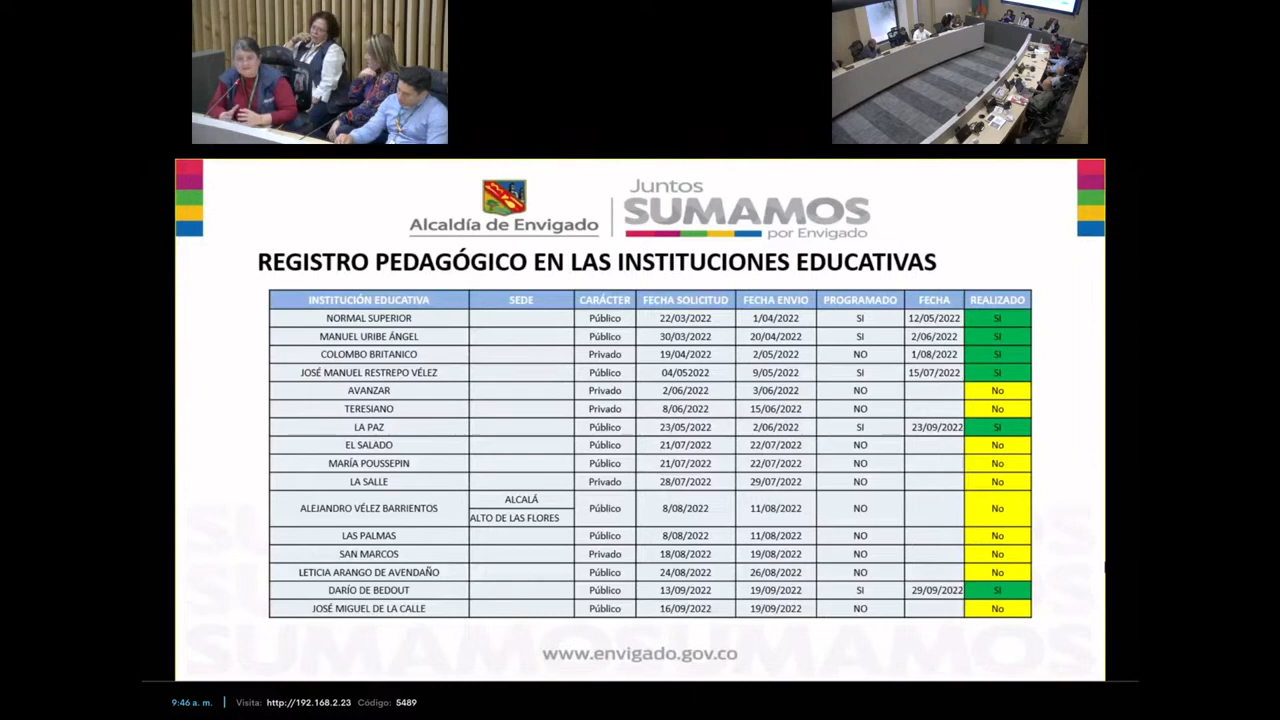 Alcaldía de Envigado
Juntos
SUMAMOS
por Envigado
REGISTRO PEDAGÓGICO EN LAS INSTITUCIONES EDUCATIVAS
INSTITUCIÓN EDUCATIVA SEDE CARÁCTER FECHA SOLICITUD FECHA ENVIO PROGRAMADO FECHA REALIZADO
NORMAL SUPERIOR Público 22/03/2022 1/04/2022 SI 12/05/2022 SI
MANUEL URIBE ÁNGEL Público 30/03/2022 20/04/2022 SI 2/06/2022 SI
COLOMBO BRITANICO Privado 19/04/2022 2/05/2022 NO 1/08/2022 SI
JOSÉ MANUEL RESTREPO VÉLEZ Público 04/052022 9/05/2022 SI 15/07/2022 SI
AVANZAR Privado 2/06/2022 3/06/2022 NO No
TERESIANO Privado 8/06/2022 15/06/2022 NO No
LA PAZ Público 23/05/2022 2/06/2022 SI 23/09/2022 SI
EL SALADO Público 21/07/2022 22/07/2022 NO No
MARÍA POUSSEPIN Público 21/07/2022 22/07/2022 NO No
LA SALLE Privado 28/07/2022 29/07/2022 NO No
ALEJANDRO VÉLEZ BARRIENTOS ALCALÁ Público 8/08/2022 11/08/2022 NO No
ALTO DE LAS FLORES
LAS PALMAS Público 8/08/2022 11/08/2022 NO No
SAN MARCOS Privado 18/08/2022 19/08/2022 NO No
LETICIA ARANGO DE AVENDAÑO Público 24/08/2022 26/08/2022 NO No
DARÍO DE BEDOUT Público 13/09/2022 19/09/2022 SI 29/09/2022 SI
JOSÉ MIGUEL DE LA CALLE Público 16/09/2022 19/09/2022 NO No
SUMAMOSSUMAMOS
www.envigado.gov.co
9:46 a. m. | Visita: http://192.168.2.23 Código: 5489